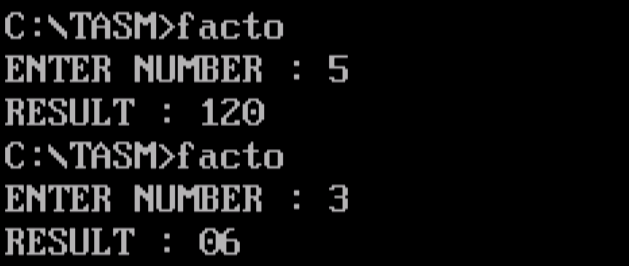 C:\TASM>facto
ENTER NUMBER : 5
RESULT : 120
C:\TASM>facto
ENTER NUMBER : 3
RESULT : 06